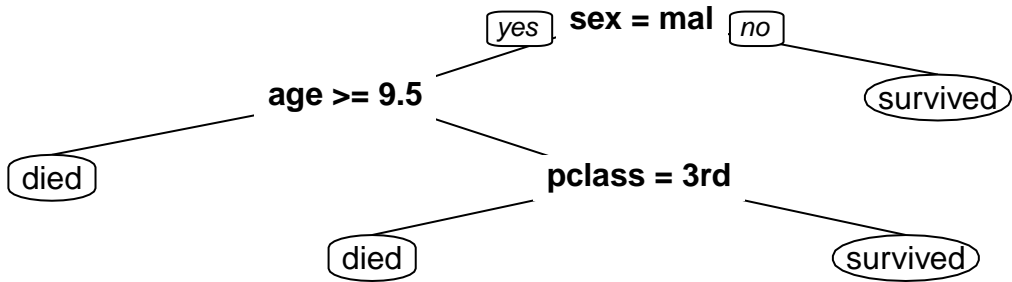 yes sex = mal no
age >= 9.5 survived
died pclass = 3rd
died survived